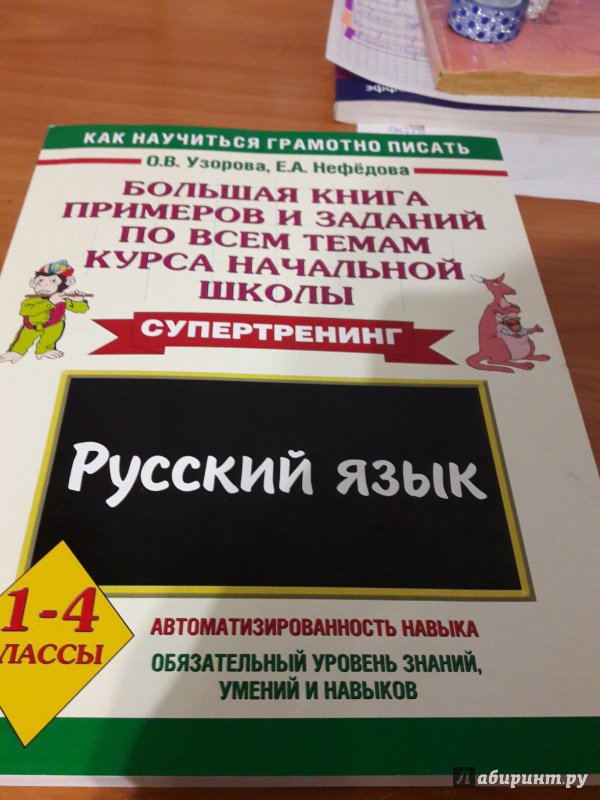 КАК НАУЧИТЬСЯ ГРАМОТНО ПИСАТЬ
О.В. Узорова, Е.А. Нефёдова
БОЛЬШАЯ КНИГА
ПРИМЕРОВ И ЗАДАНИЙ
ПО ВСЕМ ТЕМАМ
КУРСА НАЧАЛЬНОЙ
ШКОЛЫ
СУПЕРТРЕНИНГ
Русский язык
1-4
ЛАССЫ
АВТОМАТИЗИРОВАННОСТЬ НАВЫКА
ОБЯЗАТЕЛЬНЫЙ УРОВЕНЬ ЗНАНИЙ,
УМЕНИЙ И НАВЫКОВ
Лабиринт.ру